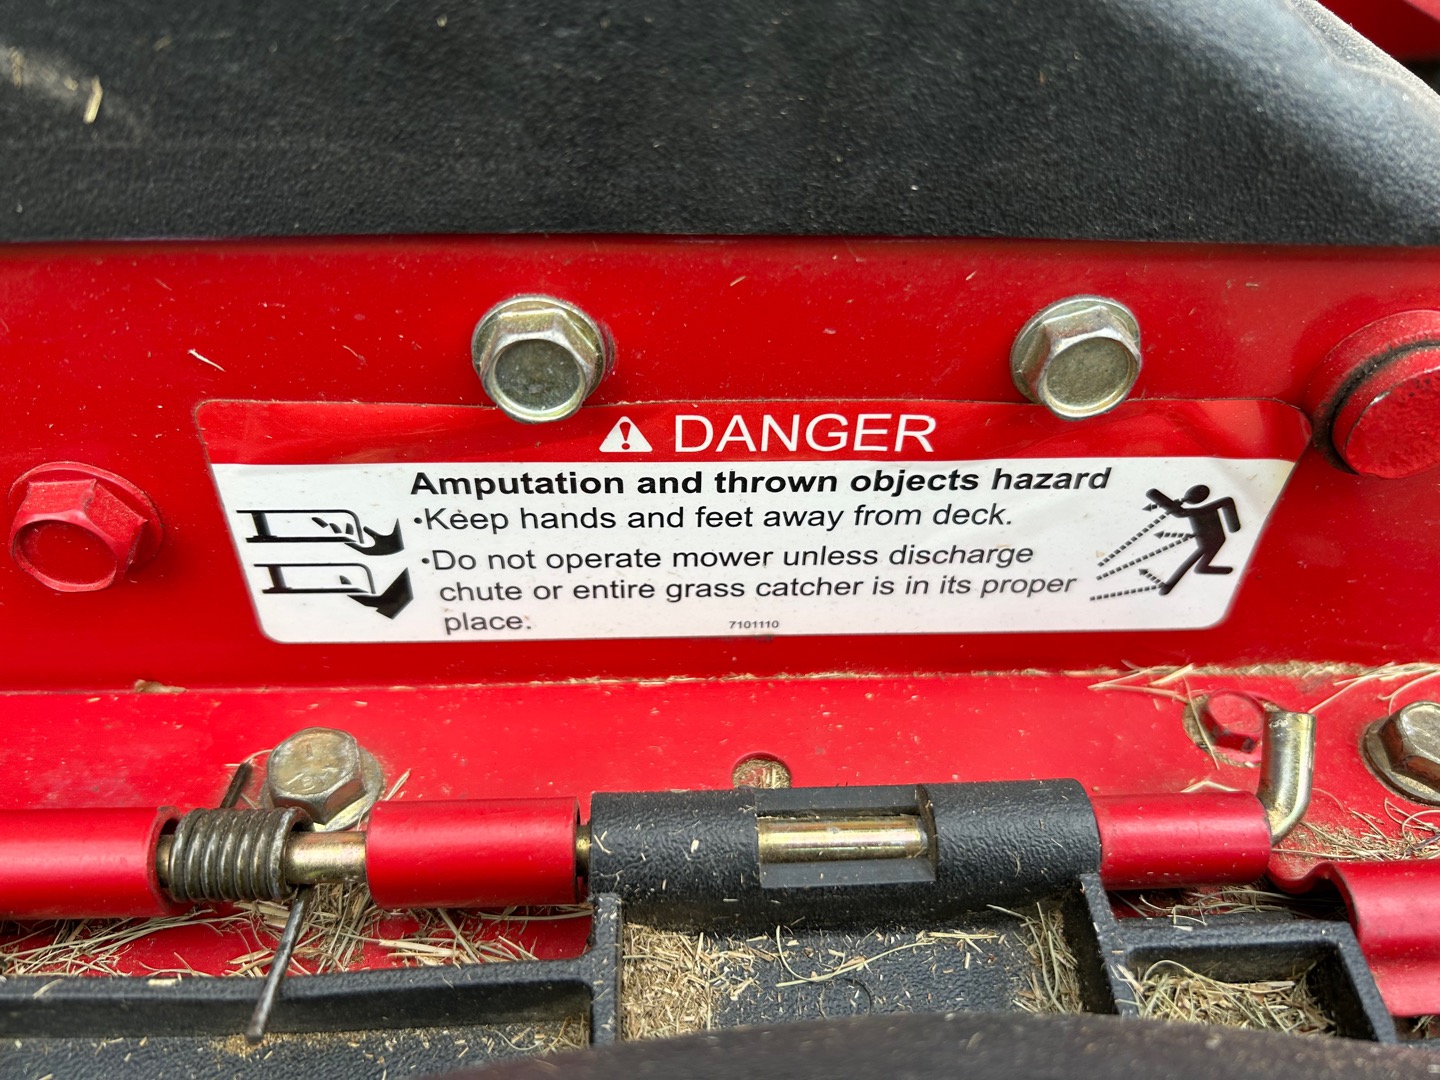 DANGER
Amputation and thrown objects hazard
•Keep hands and feet away from deck.
•Do not operate mower unless discharge
chute or entire grass catcher is in its proper
place.
7101110